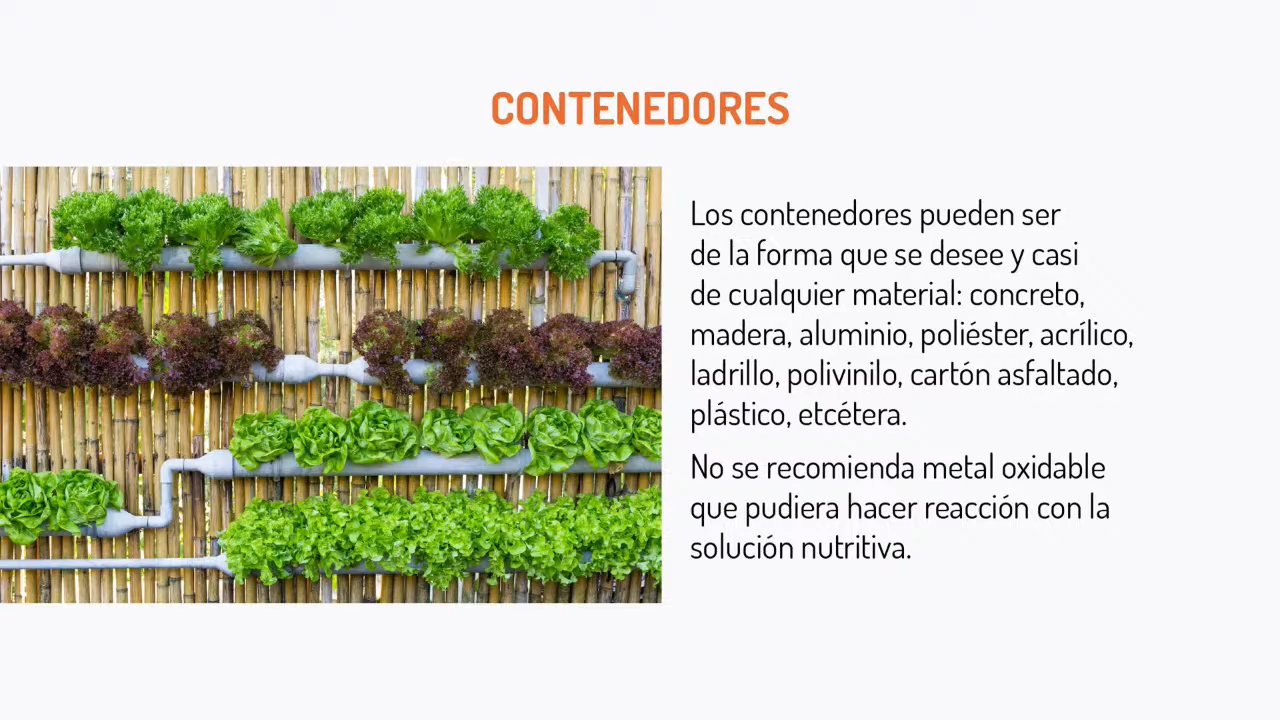 CONTENEDORES
Los contenedores pueden ser
de la forma que se desee y casi
de cualquier material: concreto,
madera, aluminio, poliéster, acrílico,
ladrillo, polivinilo, cartón asfaltado,
plástico, etcétera.
No se recomienda metal oxidable
que pudiera hacer reacción con la
solución nutritiva.